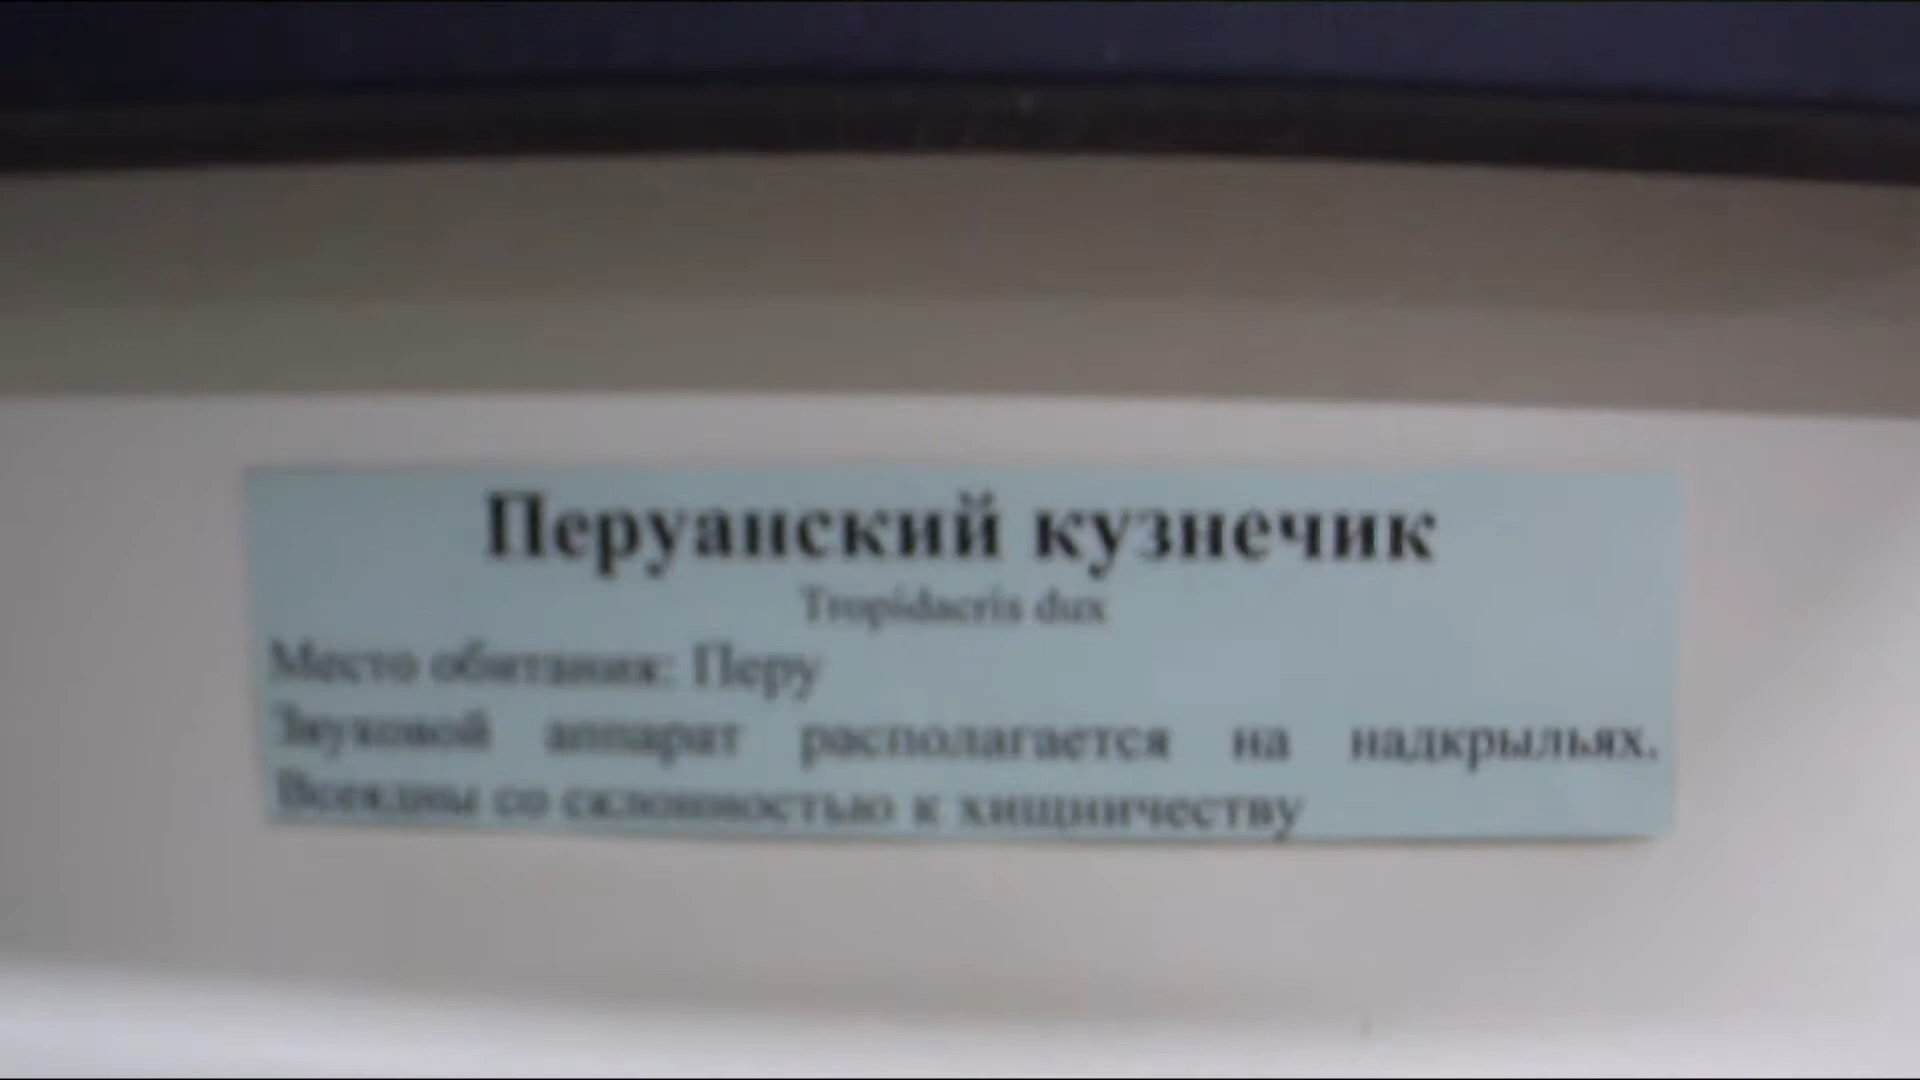 Перуанский кузнечик
Tropidacris dux
Место обитания: Перу
Звуковой аппарат располагается на надкрыльях.
Всеядны со склонностью к хищничеству